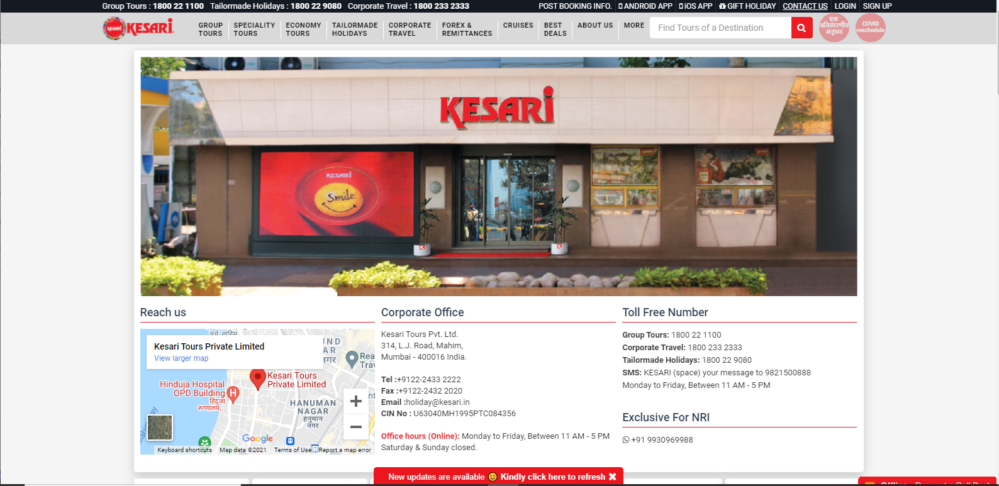 Group Tours : 1800 22 1100 Tailormade Holidays : 1800 22 9080 Corporate Travel : 1800 233 2333 POST BOOKING INFO. ANDROID APP iOS APP GIFT HOLIDAY CONTACT US LOGIN SIGN UP
KESARI KESARI
GROUP TOURS
SPECIALITY TOURS
ECONOMY TOURS
TAILORMADE HOLIDAYS
CORPORATE TRAVEL
FOREX & REMITTANCES
CRUISES
BEST DEALS
ABOUT US
MORE
Find Tours of a Destination
एक
अविस्मरणीय
अनुभव
COVID
reschedule
KESARI
KESARI
Smile
Reach us
Kesari Tours Private Limited
View larger map
Kesari Tours
Private Limited
Hinduja Hospital
OPD Building
हिंदुजा
रुग्णालय...
HANUMAN
NAGAR
हनुमान
नगर
Google
Keyboard shortcuts Map data ©2021 Terms of Use Report a map error
Corporate Office
Kesari Tours Pvt. Ltd.
314, L.J. Road, Mahim,
Mumbai - 400016 India.
Tel :+9122-2433 2222
Fax :+9122-2432 2020
Email :holiday@kesari.in
CIN No : U63040MH1995PTC084356
Office hours (Online): Monday to Friday, Between 11 AM - 5 PM
Saturday & Sunday closed.
Toll Free Number
Group Tours: 1800 22 1100
Corporate Travel: 1800 233 2333
Tailormade Holidays: 1800 22 9080
SMS: KESARI (space) your message to 9821500888
Monday to Friday, Between 11 AM - 5 PM
Exclusive For NRI
+91 9930969988
New updates are available Kindly click here to refresh